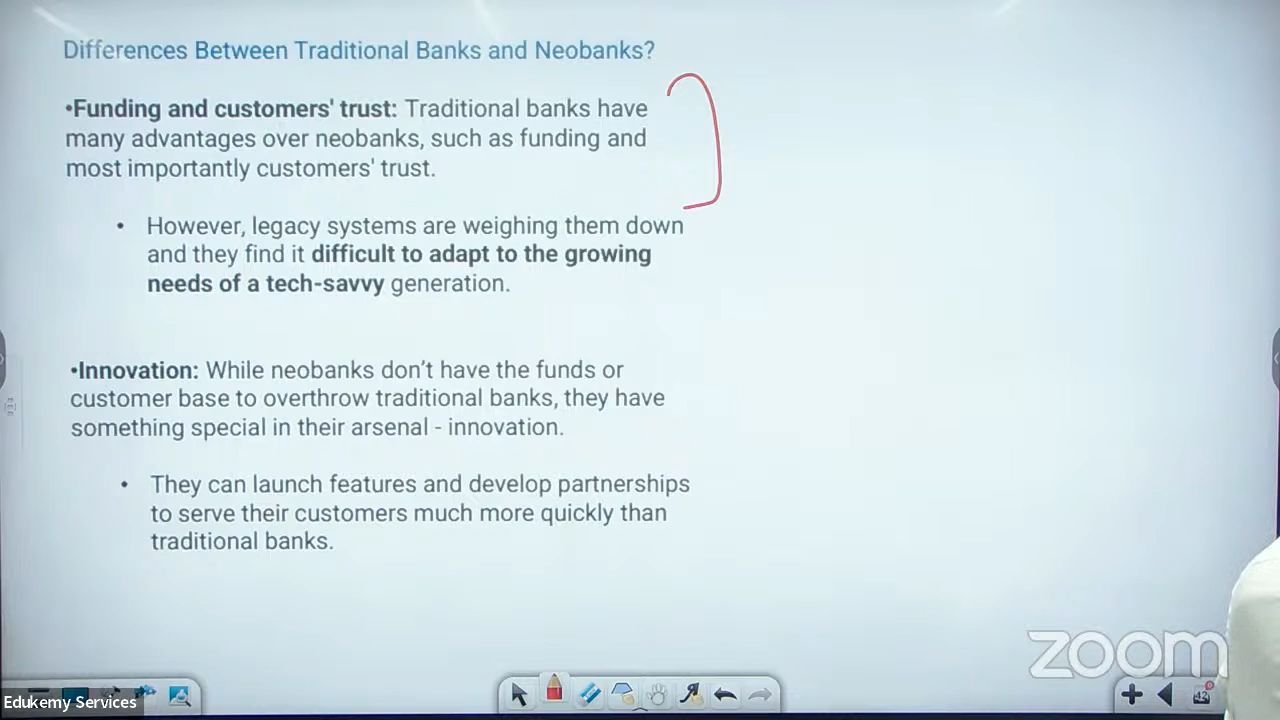 Differences Between Traditional Banks and Neobanks?
•Funding and customers' trust: Traditional banks have
many advantages over neobanks, such as funding and
most importantly customers' trust.
• However, legacy systems are weighing them down
and they find it difficult to adapt to the growing
needs of a tech-savvy generation.
•Innovation: While neobanks don’t have the funds or
customer base to overthrow traditional banks, they have
something special in their arsenal - innovation.
• They can launch features and develop partnerships
to serve their customers much more quickly than
traditional banks.
zoom
Edukemy Services